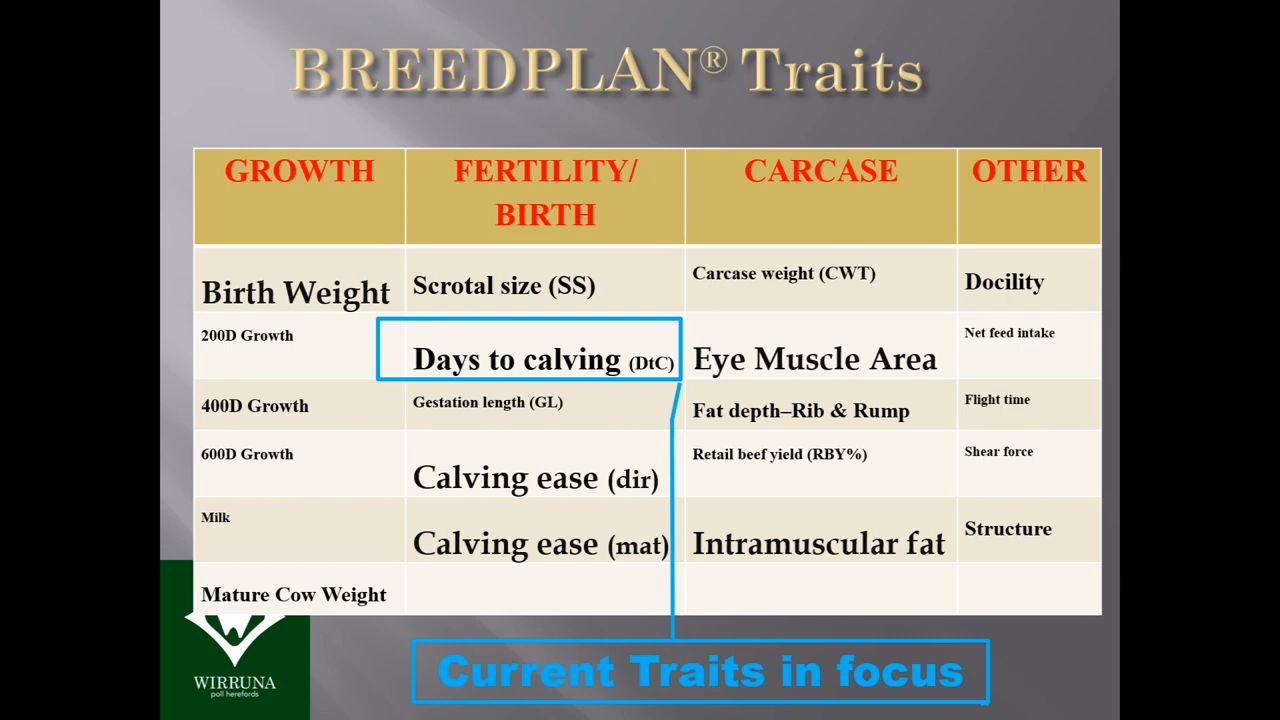 BREEDPLAN® Traits
GROWTH
FERTILITY/
BIRTH
CARCASE
OTHER
Birth Weight
Scrotal size (SS)
Carcase weight (CWT)
Docility
200D Growth
Days to calving (DtC)
Eye Muscle Area
Net feed intake
400D Growth
Gestation length (GL)
Fat depth–Rib & Rump
Flight time
600D Growth
Calving ease (dir)
Retail beef yield (RBY%)
Shear force
Milk
Calving ease (mat)
Intramuscular fat
Structure
Mature Cow Weight
WIRRUNA
poll herefords
Current Traits in focus